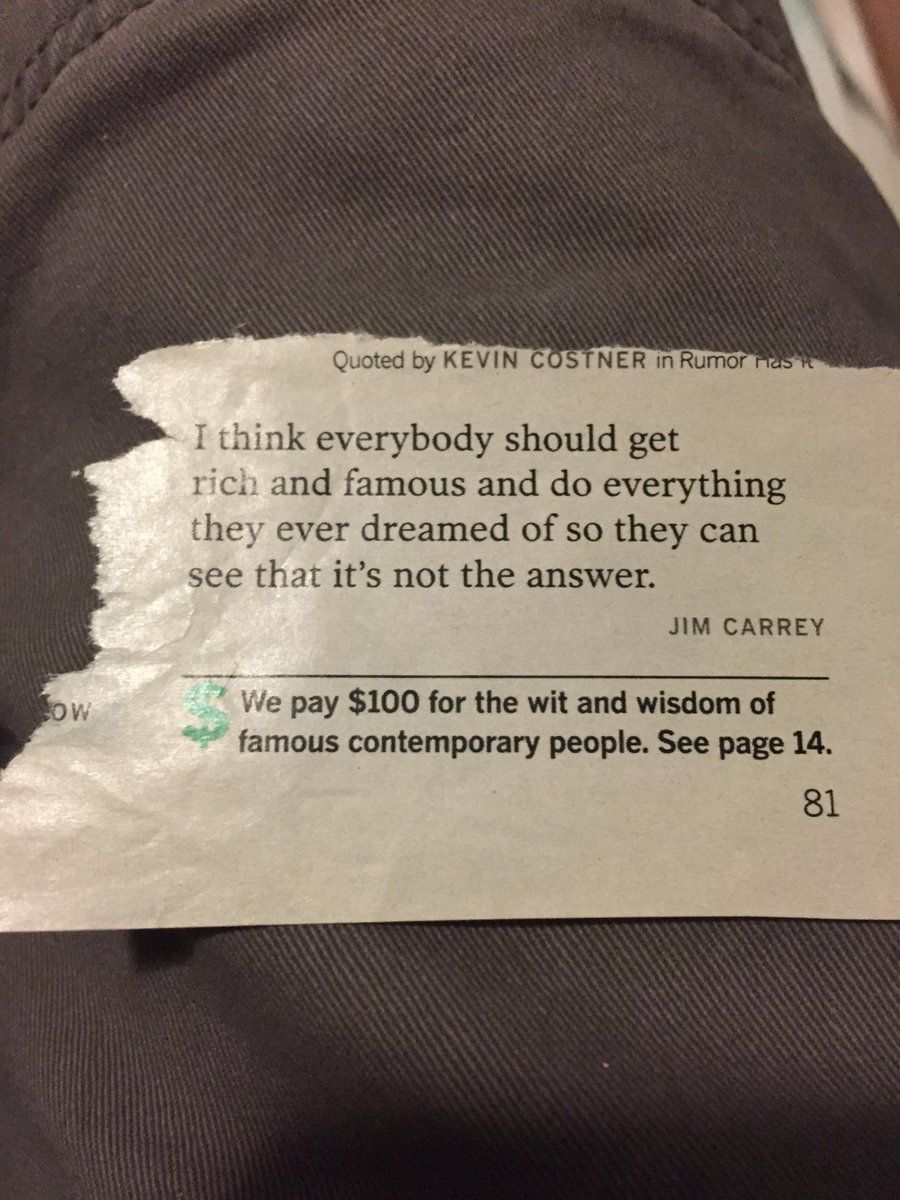 Quoted by KEVIN COSTNER in Rumor Has It
I think everybody should get
rich and famous and do everything
they ever dreamed of so they can
see that it's not the answer.
JIM CARREY
OW
$ We pay $100 for the wit and wisdom of
famous contemporary people. See page 14.
81